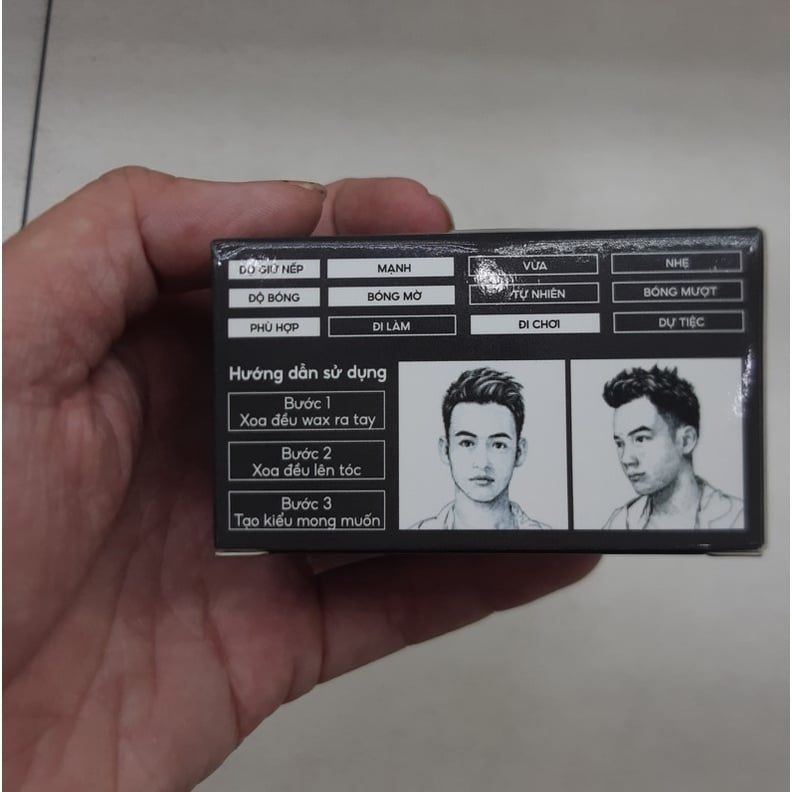 ĐỘ GIỮ NẾP MẠNH VỪA NHẸ
ĐỘ BÓNG BÓNG MỜ TỰ NHIÊN BÓNG MƯỢT
PHÙ HỢP ĐI LÀM ĐI CHƠI DỰ TIỆC
Hướng dẫn sử dụng
Bước 1
Xoa đều wax ra tay
Bước 2
Xoa đều lên tóc
Bước 3
Tạo kiểu mong muốn